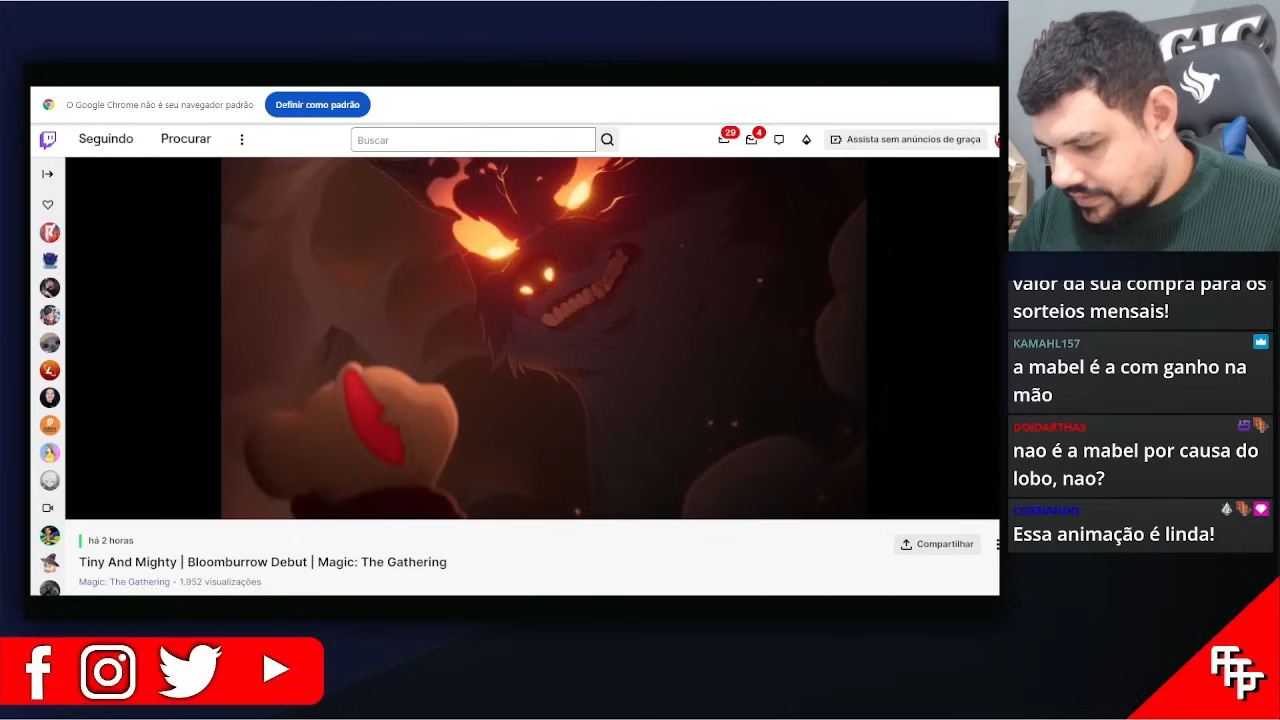 O Google Chrome não é seu navegador padrão
Definir como padrão
Seguindo
Procurar
Buscar
29
4
Assista sem anúncios de graça
há 2 horas
Tiny And Mighty | Bloomburrow Debut | Magic: The Gathering
Magic: The Gathering • 1.952 visualizações
Compartilhar
valor da sua compra para os
sorteios mensais!
KAMAHL157
a mabel é a com ganho na
mão
DOIDARTHAS
nao é a mabel por causa do
lobo, nao?
CIZENANDO
Essa animação é linda!